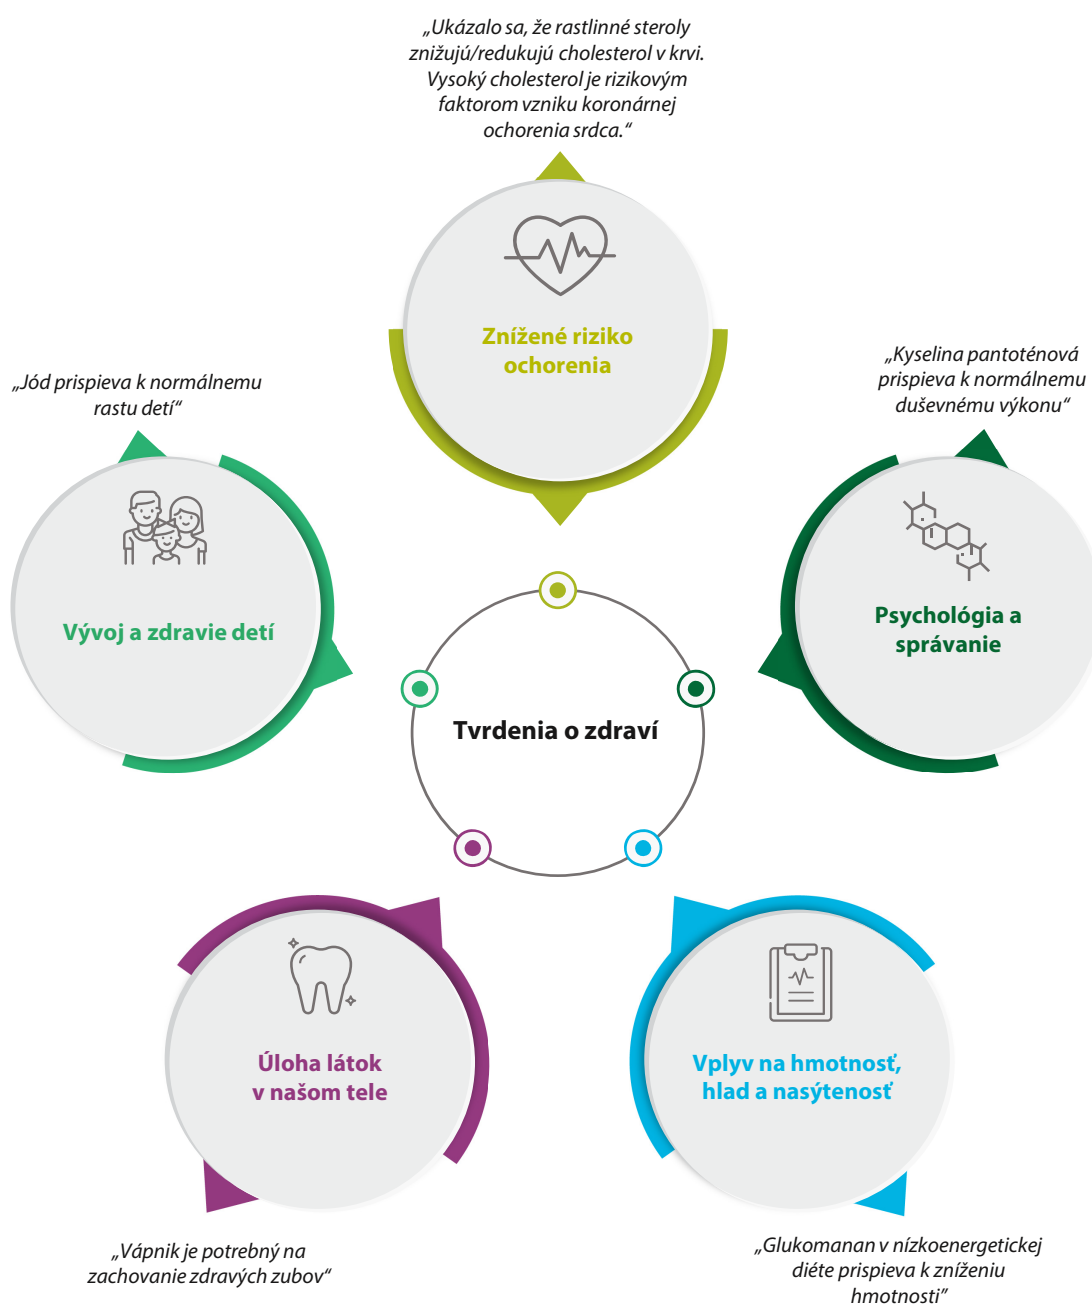 „Ukázalo sa, že rastlinné steroly
znižujú/redukujú cholesterol v krvi.
Vysoký cholesterol je rizikovým
faktorom vzniku koronárnej
ochorenia srdca.“
Znížené riziko
ochorenia
„Jód prispieva k normálnemu
rastu detí“
„Kyselina pantoténová
prispieva k normálnemu
duševnému výkonu“
Vývoj a zdravie detí
Psychológia a
správanie
Tvrdenia o zdraví
Úloha látok
v našom tele
Vplyv na hmotnosť,
hlad a nasýtenosť
„Vápnik je potrebný na
zachovanie zdravých zubov“
„Glukomanan v nízkoenergetickej
diéte prispieva k zníženiu
hmotnosti”